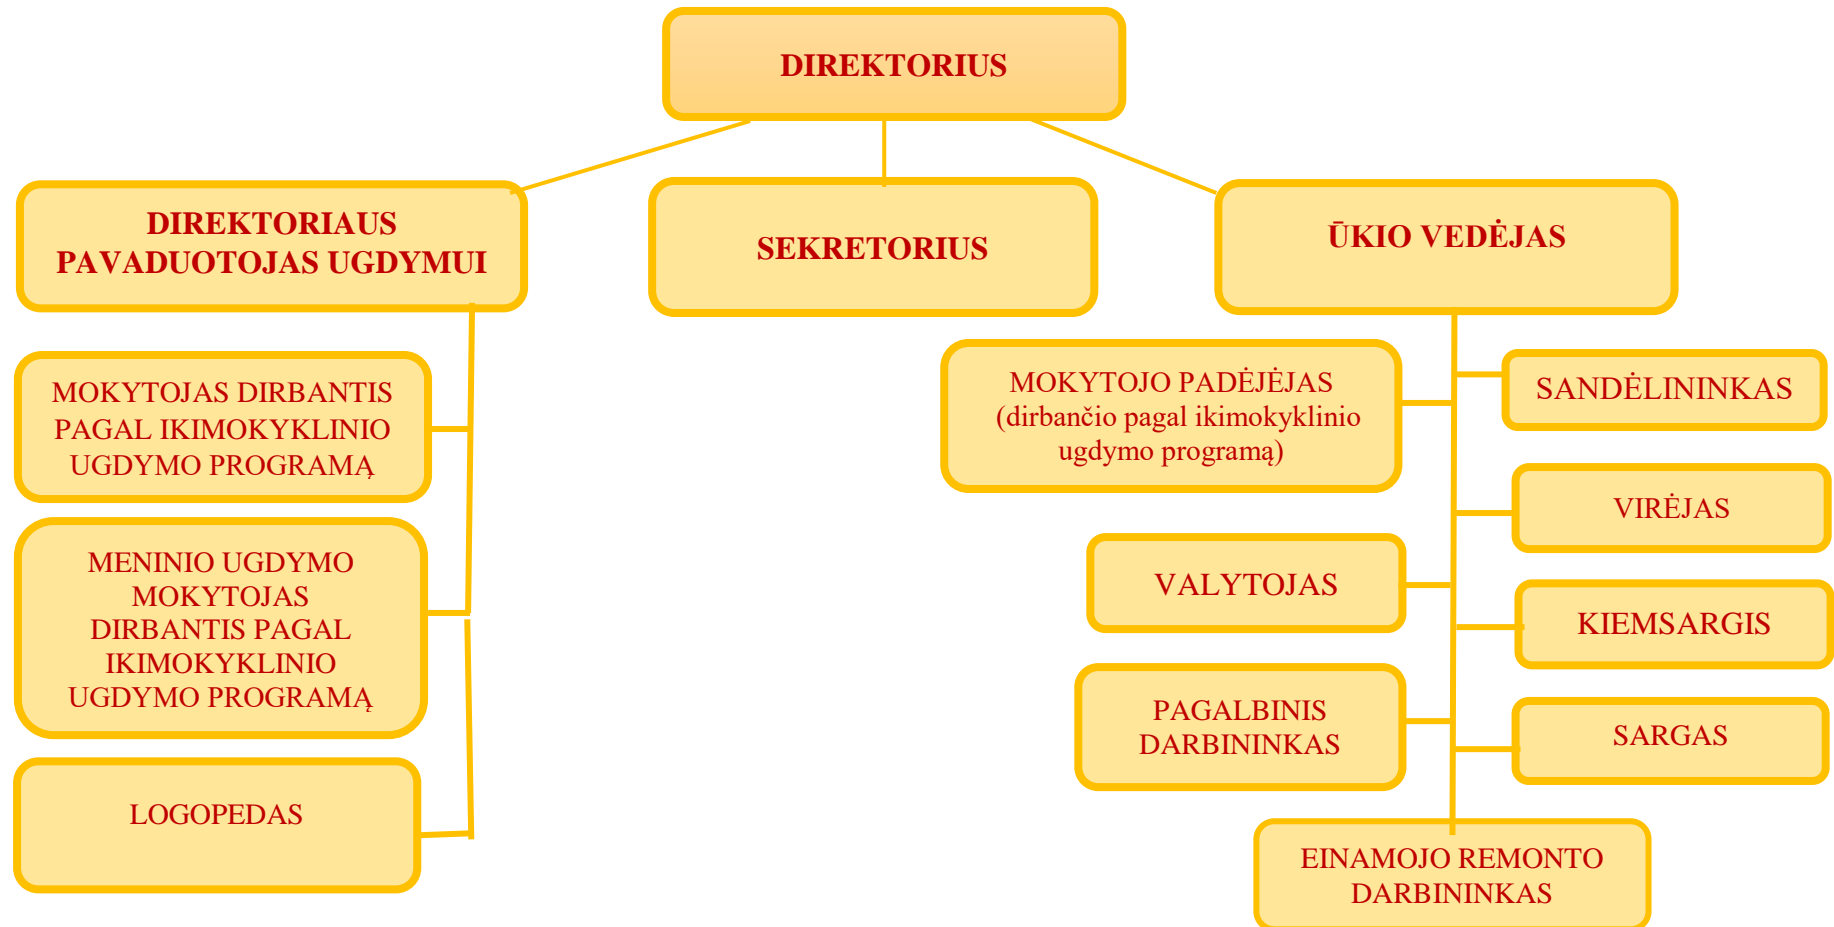 DIREKTORIUS
DIREKTORIAUS
PAVADUOTOJAS UGDYMUI
SEKRETORIUS
ŪKIO VEDĖJAS
MOKYTOJAS DIRBANTIS
PAGAL IKIMOKYKLINIO
UGDYMO PROGRAMĄ
MENINIO UGDYMO
MOKYTOJAS
DIRBANTIS PAGAL
IKIMOKYKLINIO
UGDYMO PROGRAMĄ
LOGOPEDAS
MOKYTOJO PADĖJĖJAS
(dirbančio pagal ikimokyklinio
ugdymo programą)
VALYTOJAS
PAGALBINIS
DARBININKAS
SANDĖLININKAS
VIRĖJAS
KIEMSARGIS
SARGAS
EINAMOJO REMONTO
DARBININKAS